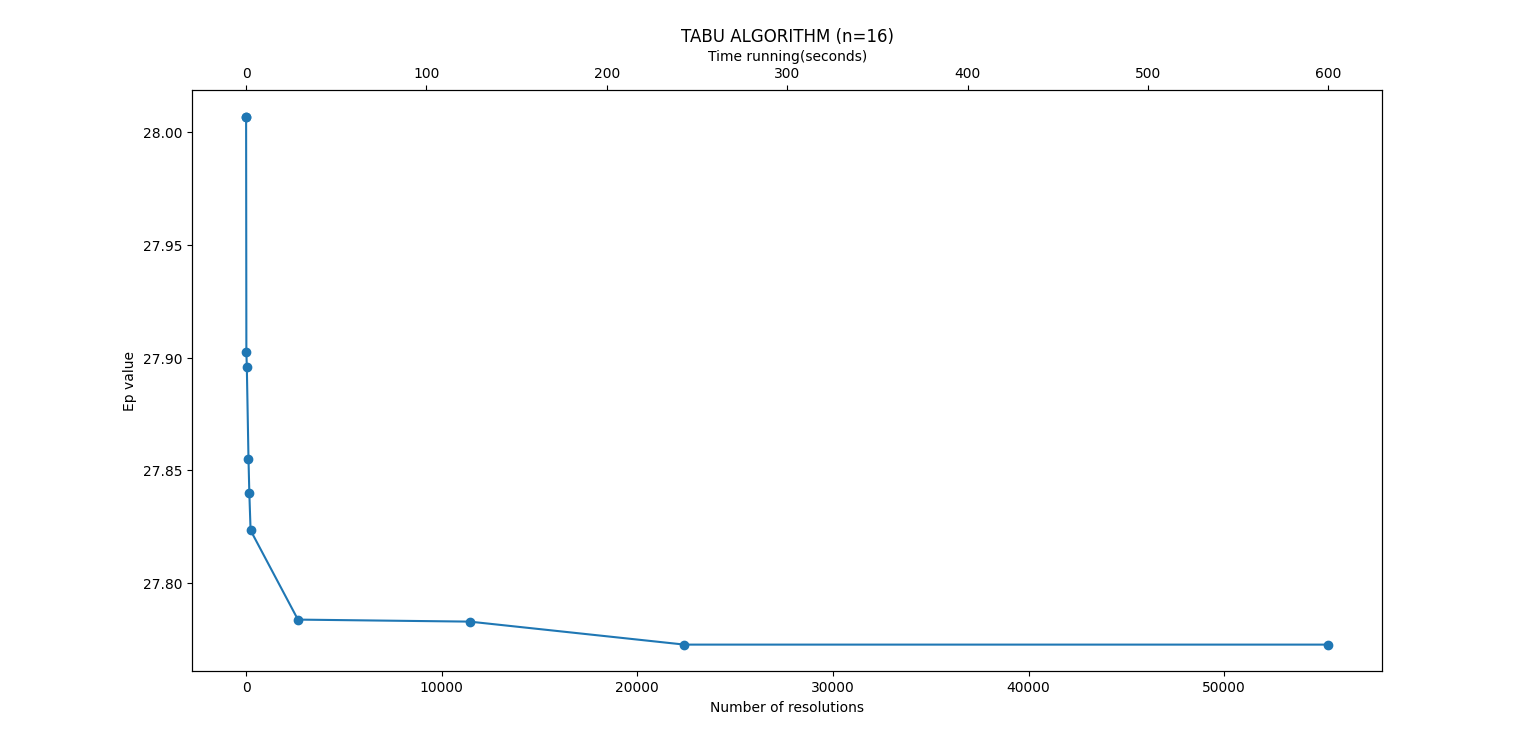 TABU ALGORITHM (n=16)
Time running(seconds)
0 100 200 300 400 500 600
28.00
27.95
27.90
27.85
27.80
Ep value
0 10000 20000 30000 40000 50000
Number of resolutions